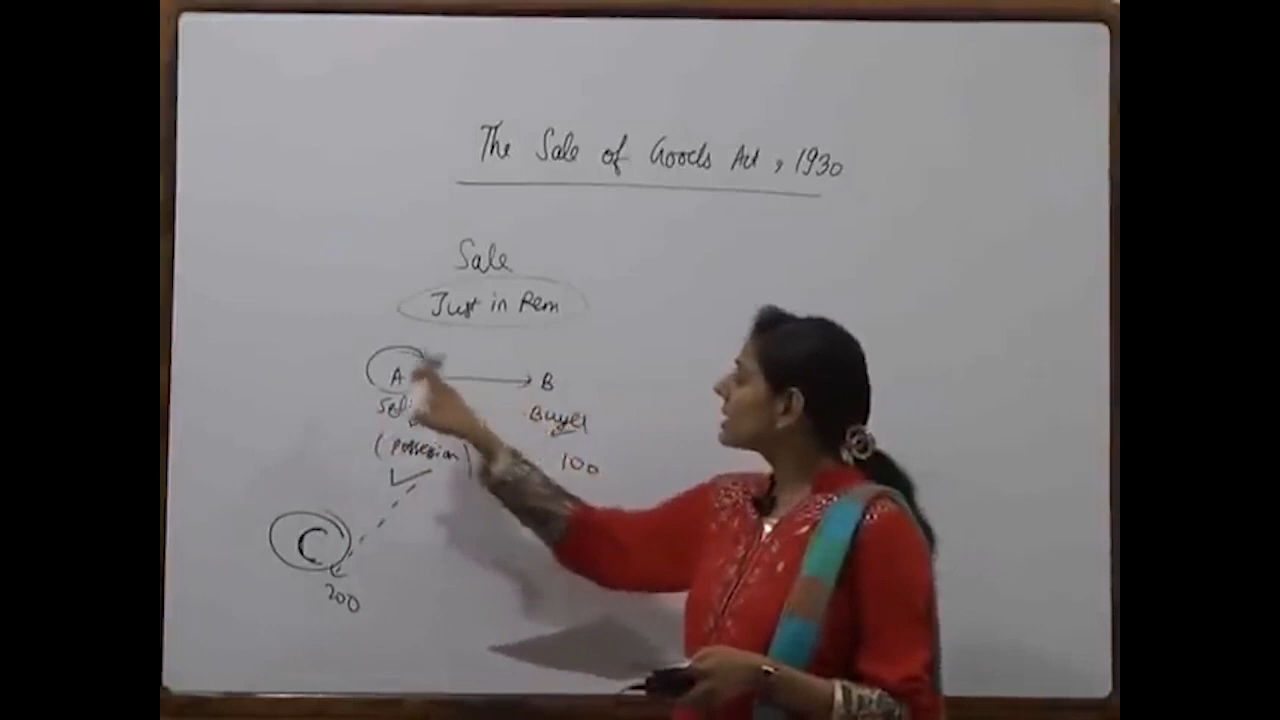 The Sale of Goods Act, 1930
Sale
Just in Rem
A B
Buyer
(possession)
100
C
200